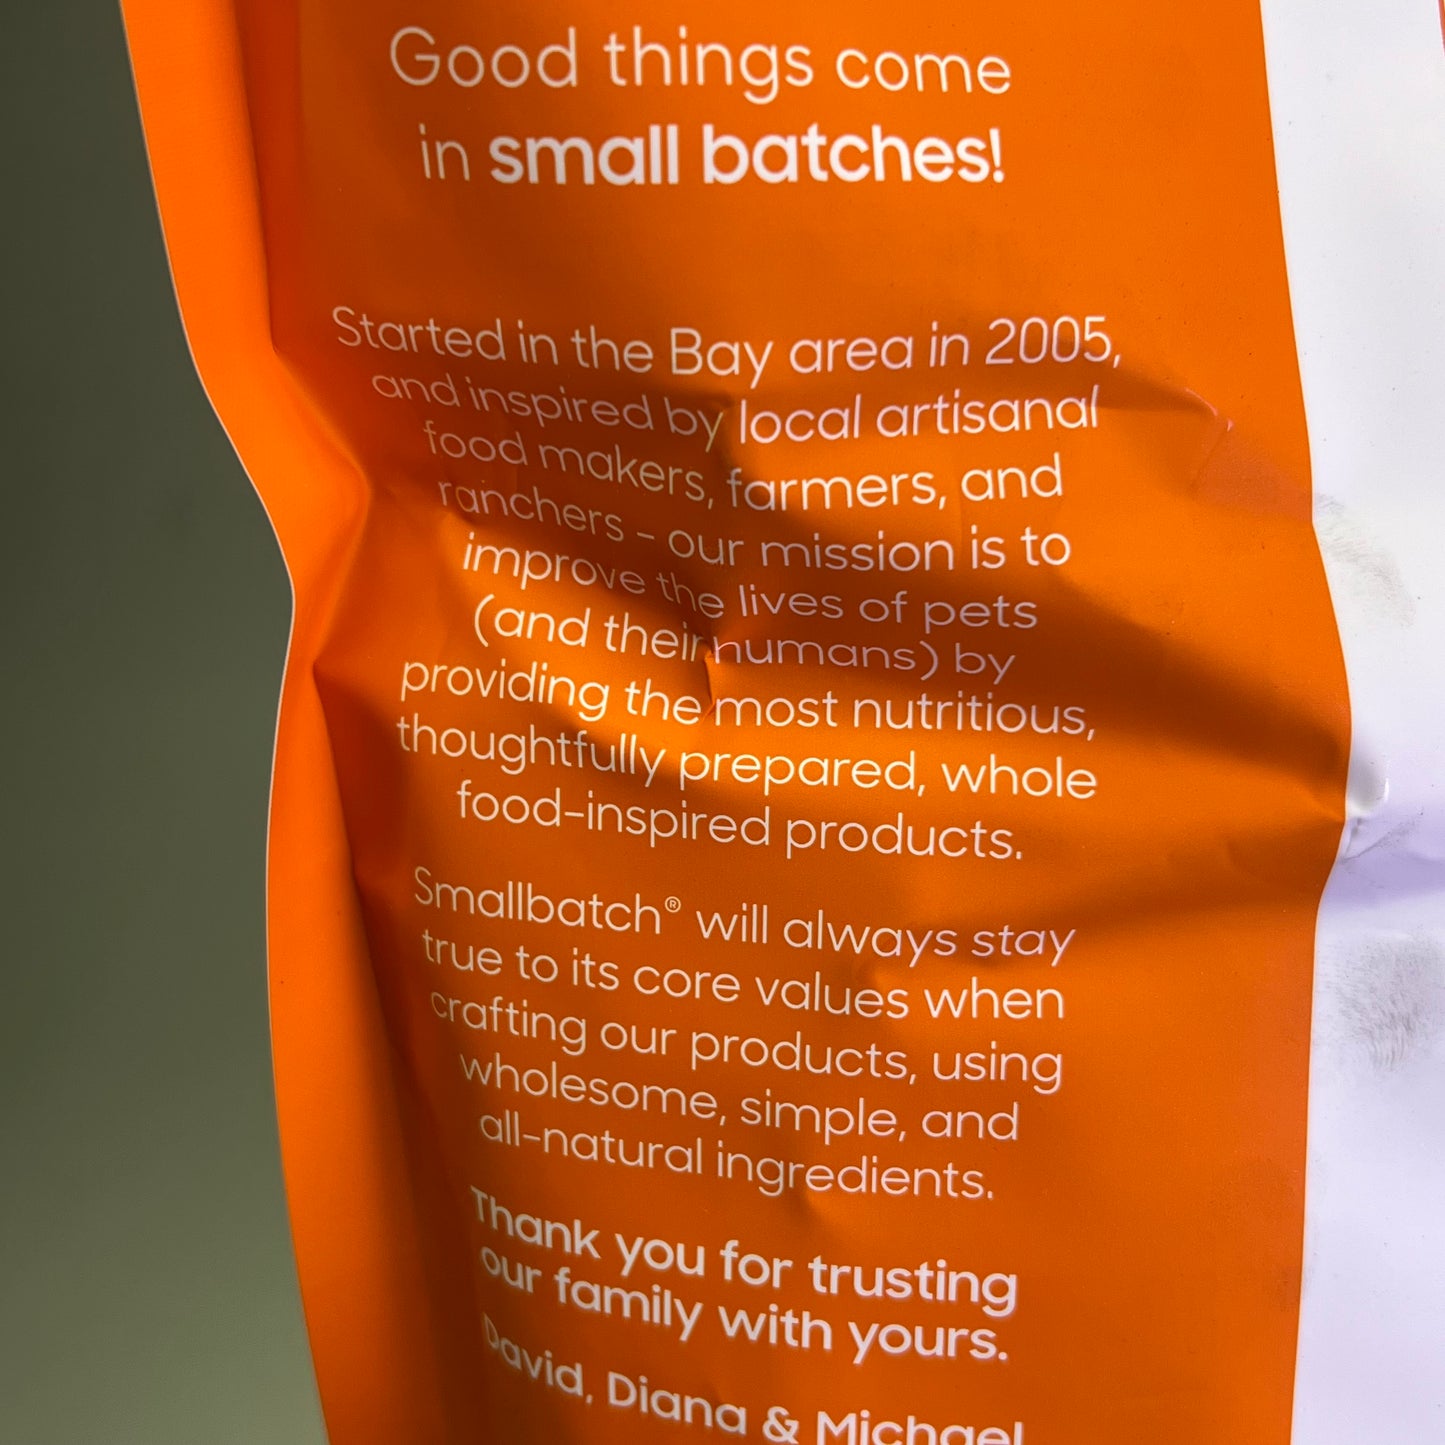 Good things come
in small batches!
Started in the Bay area in 2005,
and inspired by local artisanal
food makers, farmers, and
ranchers - our mission is to
improve the lives of pets
(and their humans) by
providing the most nutritious,
thoughtfully prepared, whole
food-inspired products.
Smallbatch® will always stay
true to its core values when
crafting our products, using
wholesome, simple, and
all-natural ingredients.
Thank you for trusting
our family with yours.
David, Diana & Michael